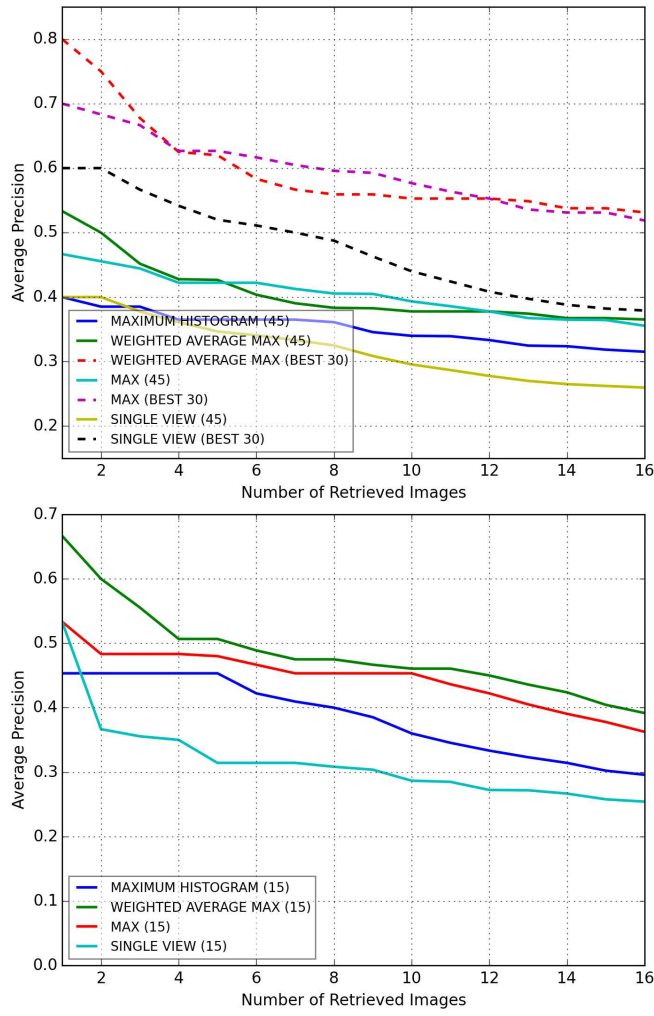 0.8
0.7
0.6
0.5
0.4
0.3
0.2
Average Precision
MAXIMUM HISTOGRAM (45)
WEIGHTED AVERAGE MAX (45)
WEIGHTED AVERAGE MAX (BEST 30)
MAX (45)
MAX (BEST 30)
SINGLE VIEW (45)
SINGLE VIEW (BEST 30)
2 4 6 8 10 12 14 16
Number of Retrieved Images
0.7
0.6
0.5
0.4
0.3
0.2
0.1
0.0
Average Precision
MAXIMUM HISTOGRAM (15)
WEIGHTED AVERAGE MAX (15)
MAX (15)
SINGLE VIEW (15)
2 4 6 8 10 12 14 16
Number of Retrieved Images